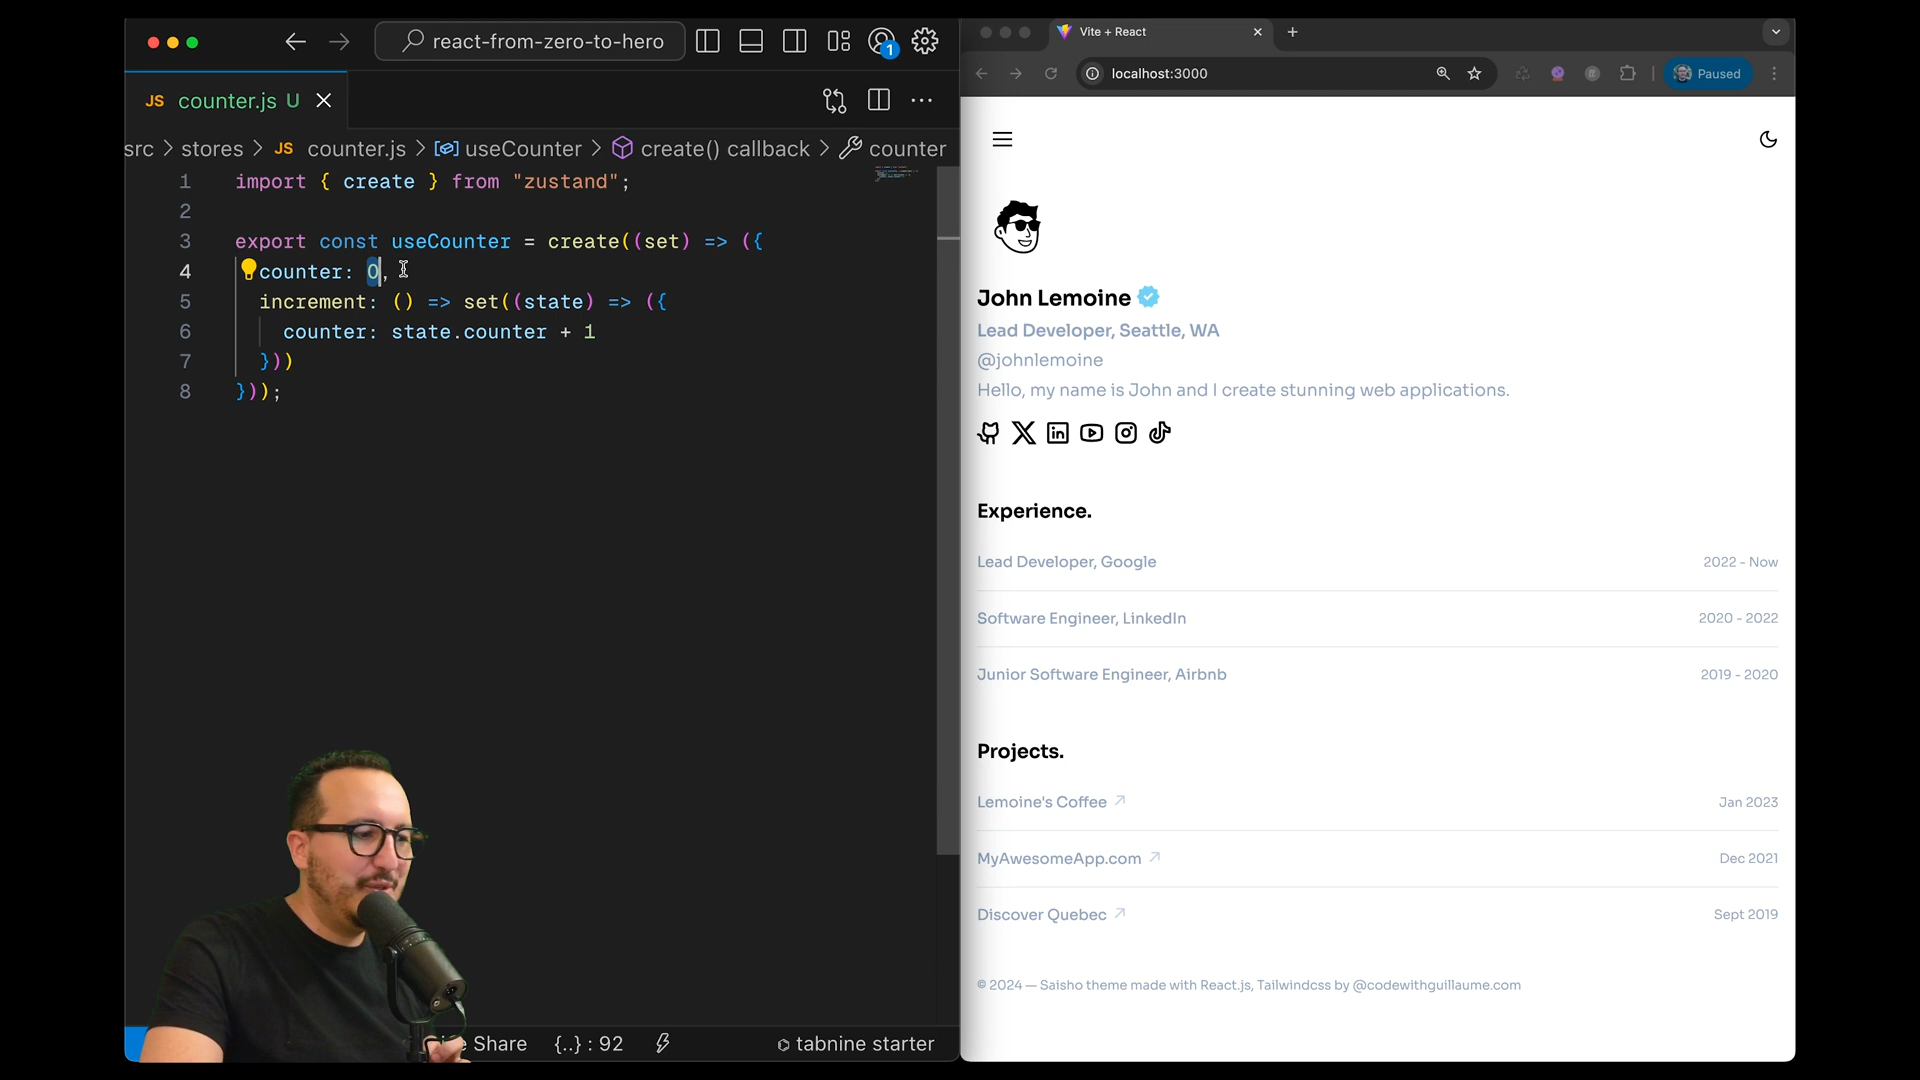 react-from-zero-to-hero
1
JS counter.js U
src > stores > JS counter.js > useCounter > create() callback > counter
1 import { create } from "zustand";
2
3 export const useCounter = create((set) => ({
4 counter: 0,
5 increment: () => set((state) => ({
6 counter: state.counter + 1
7 }))
8 }));
Share {..} : 92 tabnine starter
Vite + React
localhost:3000
Paused
John Lemoine
Lead Developer, Seattle, WA
@johnlemoine
Hello, my name is John and I create stunning web applications.
Experience.
Lead Developer, Google 2022 - Now
Software Engineer, LinkedIn 2020 - 2022
Junior Software Engineer, Airbnb 2019 - 2020
Projects.
Lemoine's Coffee Jan 2023
MyAwesomeApp.com Dec 2021
Discover Quebec Sept 2019
© 2024 — Saisho theme made with React.js, Tailwindcss by @codewithguillaume.com